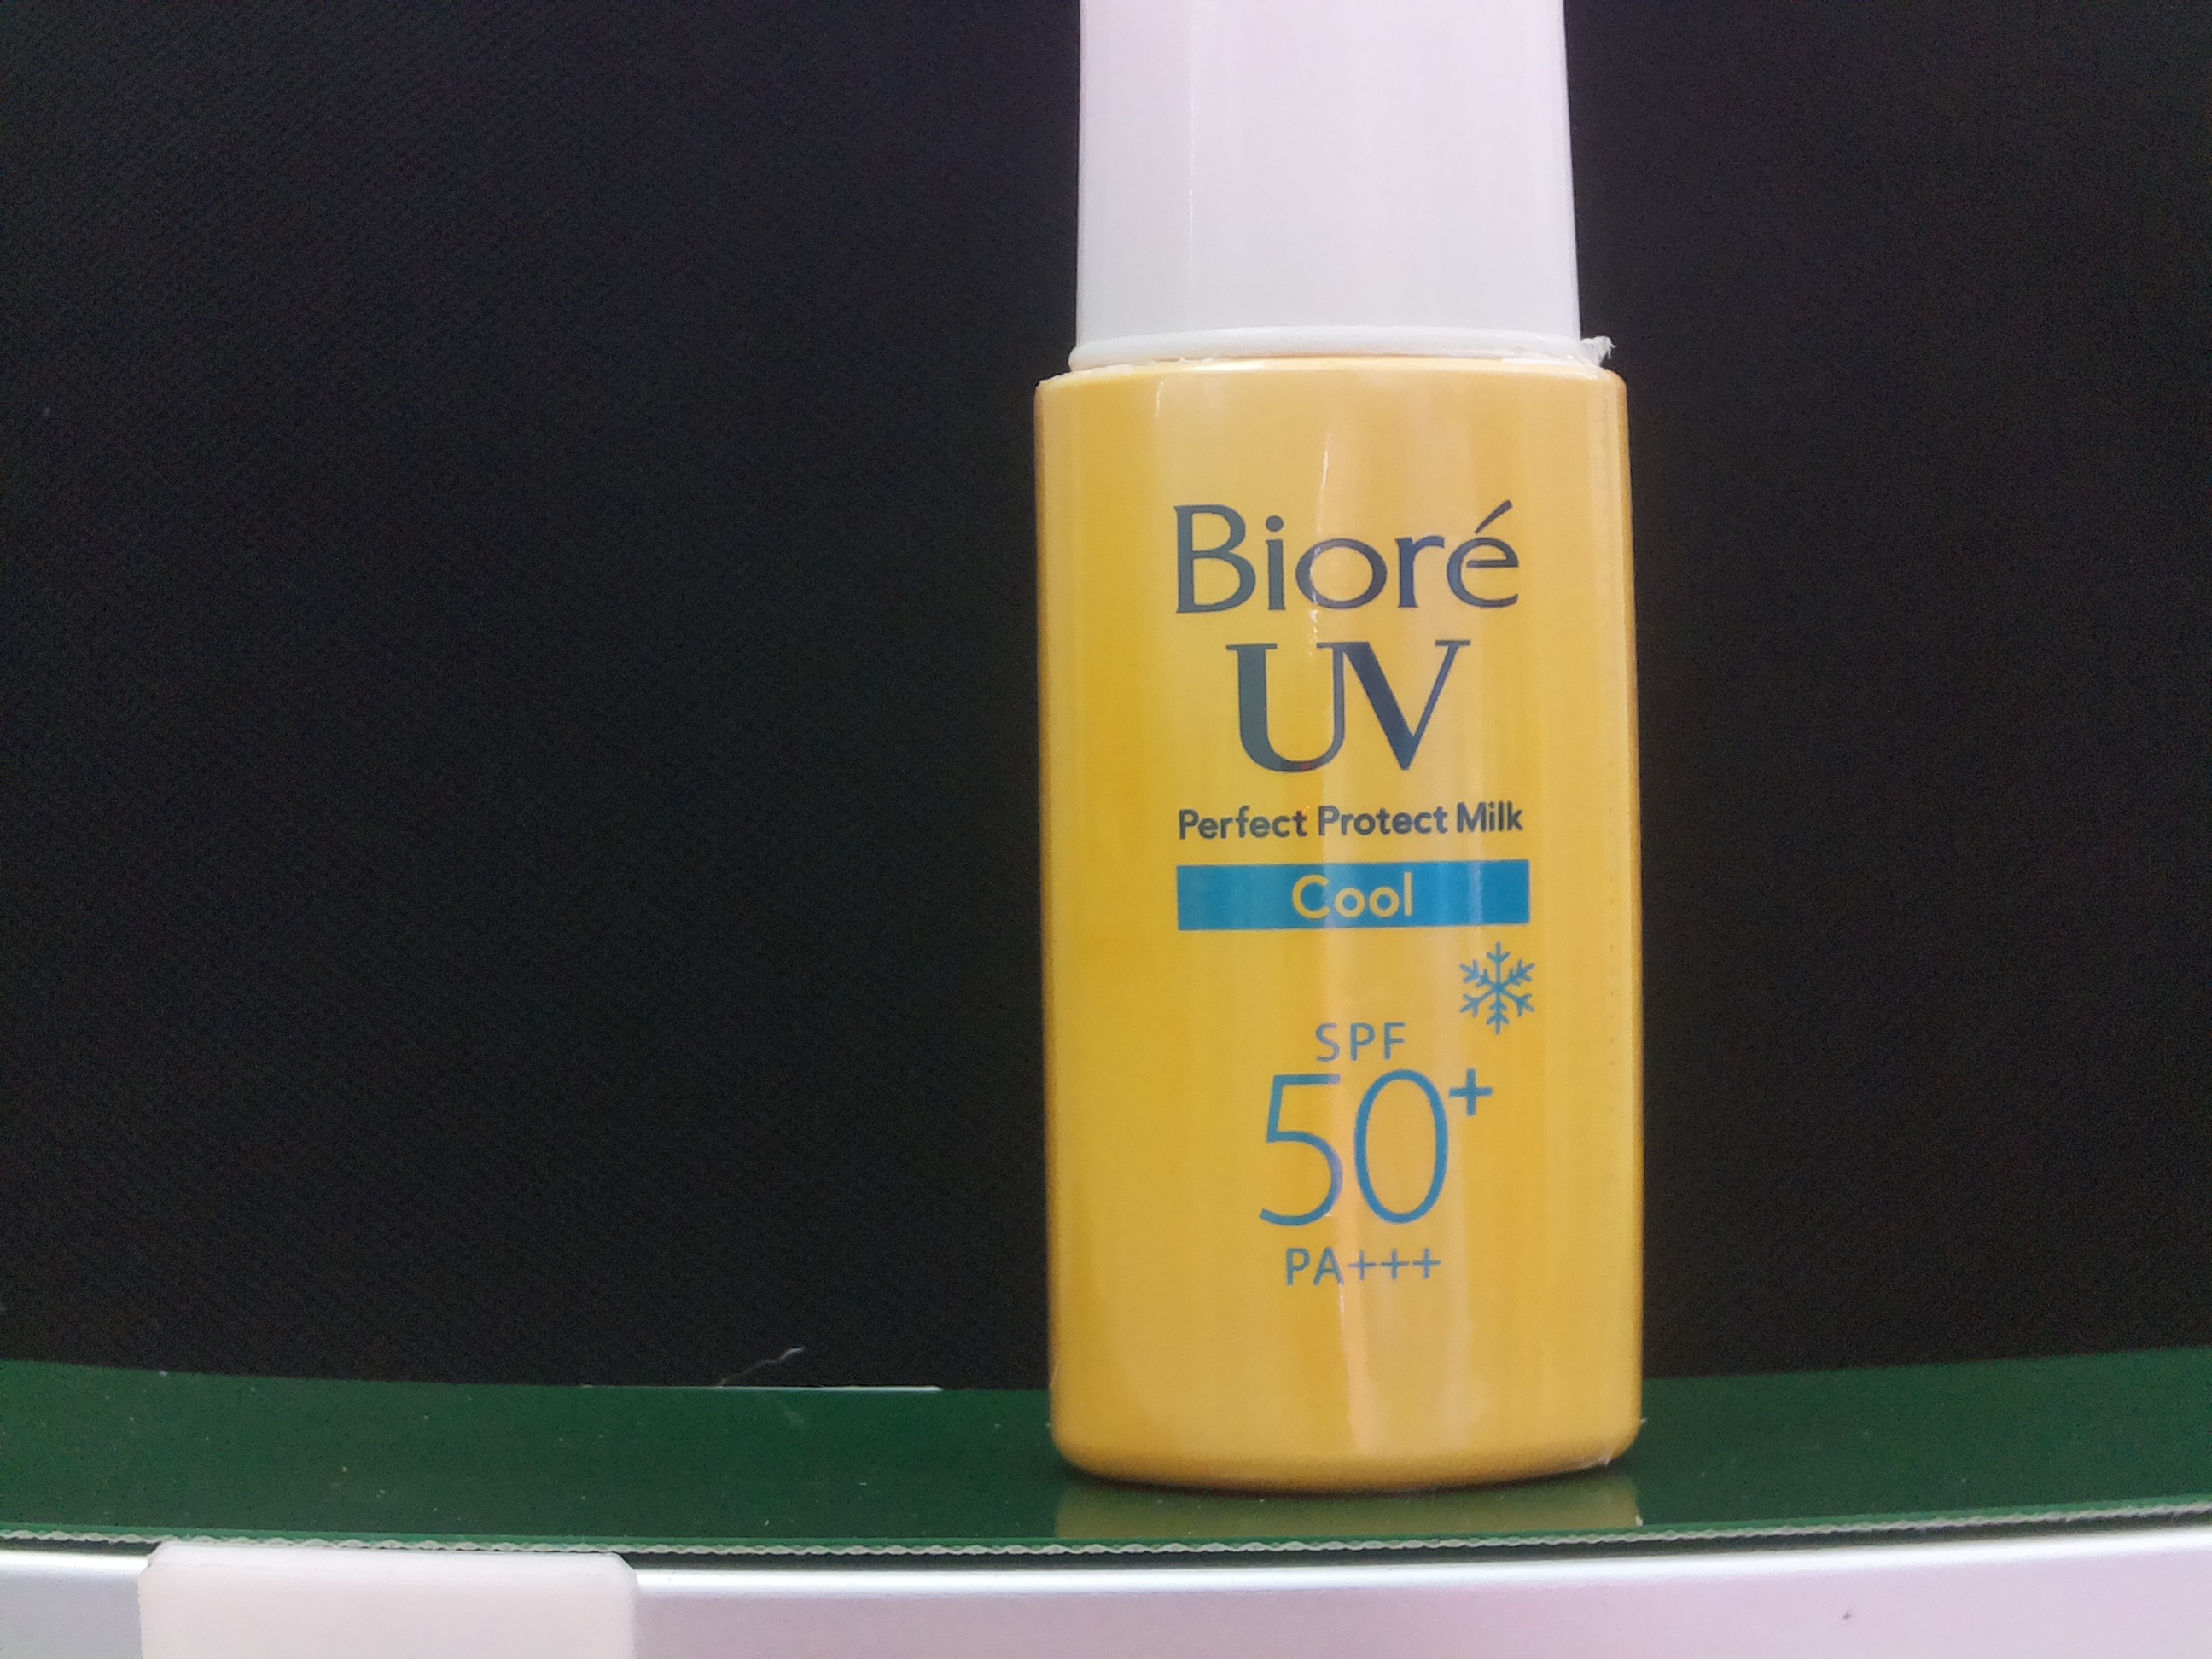 Bioré
UV
Perfect Protect Milk
Cool
SPF
50+
PA+++